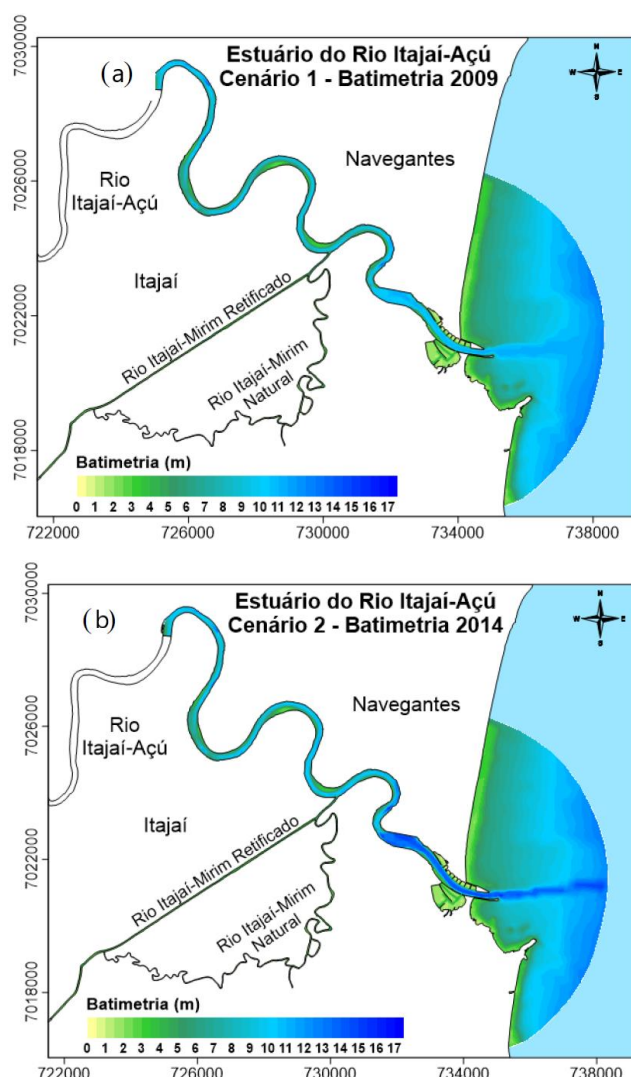 (a)
Estuário do Rio Itajaí-Açú
Cenário 1 - Batimetria 2009
N
W
E
S
Navegantes
Rio
Itajaí-Açú
Itajaí
Rio Itajaí-Mirim Retificado
Rio Itajaí-Mirim
Natural
Batimetria (m)
0 1 2 3 4 5 6 7 8 9 10 11 12 13 14 15 16 17
7030000
7026000
7022000
7018000
722000 726000 730000 734000 738000
(b)
Estuário do Rio Itajaí-Açú
Cenário 2 - Batimetria 2014
N
W
E
S
Navegantes
Rio
Itajaí-Açú
Itajaí
Rio Itajaí-Mirim Retificado
Rio Itajaí-Mirim
Natural
Batimetria (m)
0 1 2 3 4 5 6 7 8 9 10 11 12 13 14 15 16 17
7030000
7026000
7022000
7018000
722000 726000 730000 734000 738000